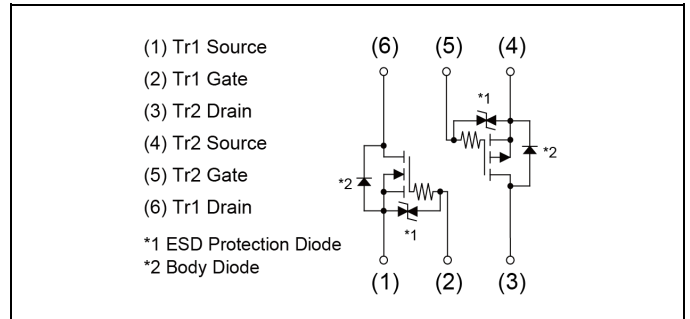 (1) Tr1 Source
(2) Tr1 Gate
(3) Tr2 Drain
(4) Tr2 Source
(5) Tr2 Gate
(6) Tr1 Drain
*1 ESD Protection Diode
*2 Body Diode
(6) (5) (4)
*1
*2
*2
*1
(1) (2) (3)